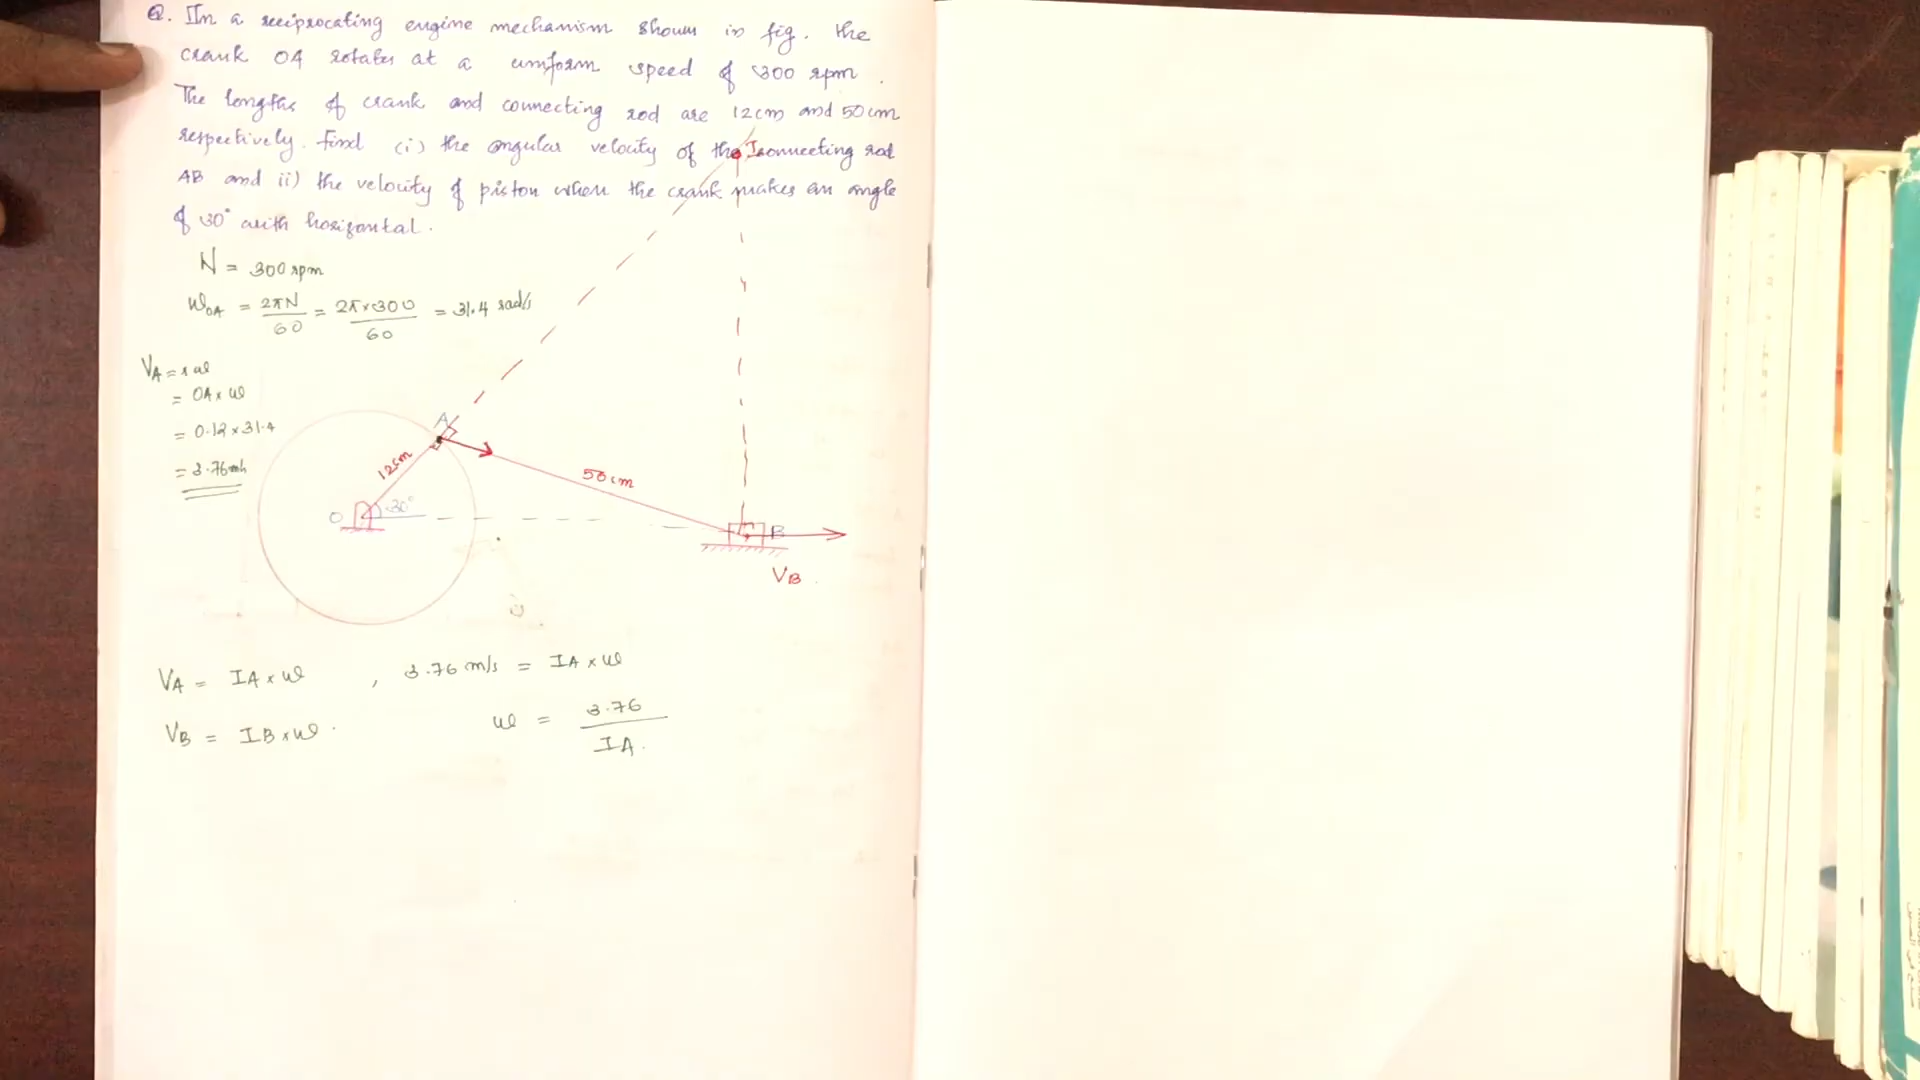 Q. In a reciprocating engine mechanism shown in fig. the
crank OA rotates at a uniform speed of 300 rpm.
The lengths of crank and connecting rod are 12cm and 50cm
respectively. Find (i) the angular velocity of the connecting rod
I
AB and ii) the velocity of piston when the crank makes an angle
of 30° with horizontal.
N = 300 rpm
ωOA = 2πN/60 = 2π×300/60 = 31.4 rad/s
VA = r ω
= OA × ω
= 0.12 × 31.4
= 3.76 m/s
A
12cm
50cm
O
30°
B
VB
VA = IA × ω , 3.76 m/s = IA × ω
VB = IB × ω. ω = 3.76/IA.